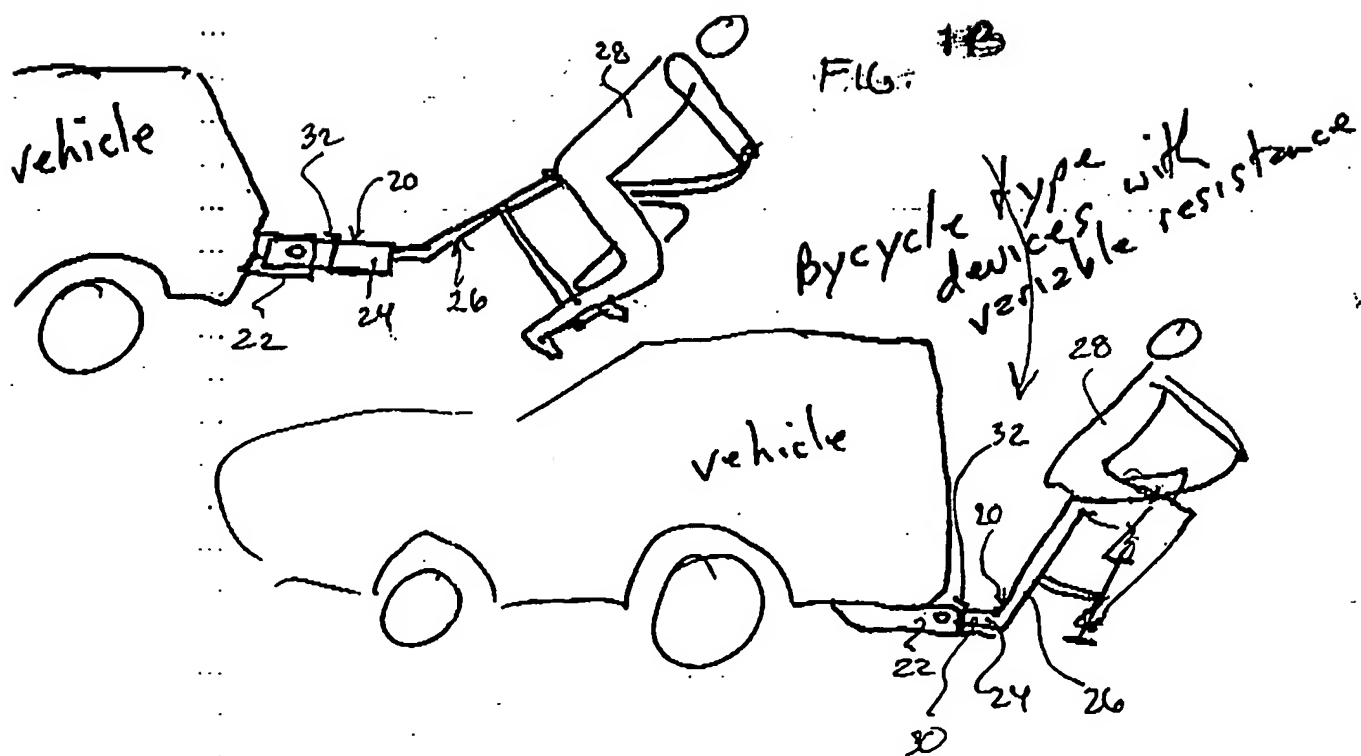 FIG. 1B
28
vehicle
32
20
22
24
26
Bycycle type
devices with
variable resistance
28
vehicle
32
20
22
24
26
30